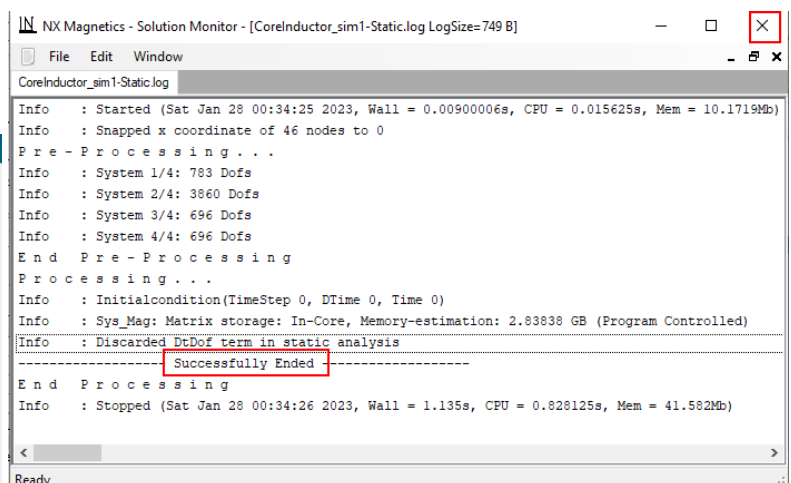 NX Magnetics - Solution Monitor - [CoreInductor_sim1-Static.log LogSize=749 B]
File Edit Window
CoreInductor_sim1-Static.log
Info : Started (Sat Jan 28 00:34:25 2023, Wall = 0.00900006s, CPU = 0.015625s, Mem = 10.1719Mb)
Info : Snapped x coordinate of 46 nodes to 0
P r e - P r o c e s s i n g . . .
Info : System 1/4: 783 Dofs
Info : System 2/4: 3860 Dofs
Info : System 3/4: 696 Dofs
Info : System 4/4: 696 Dofs
E n d P r e - P r o c e s s i n g
P r o c e s s i n g . . .
Info : Initialcondition(TimeStep 0, DTime 0, Time 0)
Info : Sys_Mag: Matrix storage: In-Core, Memory-estimation: 2.83838 GB (Program Controlled)
Info : Discarded DtDof term in static analysis
------------------- Successfully Ended -------------------
E n d P r o c e s s i n g
Info : Stopped (Sat Jan 28 00:34:26 2023, Wall = 1.135s, CPU = 0.828125s, Mem = 41.582Mb)
Ready